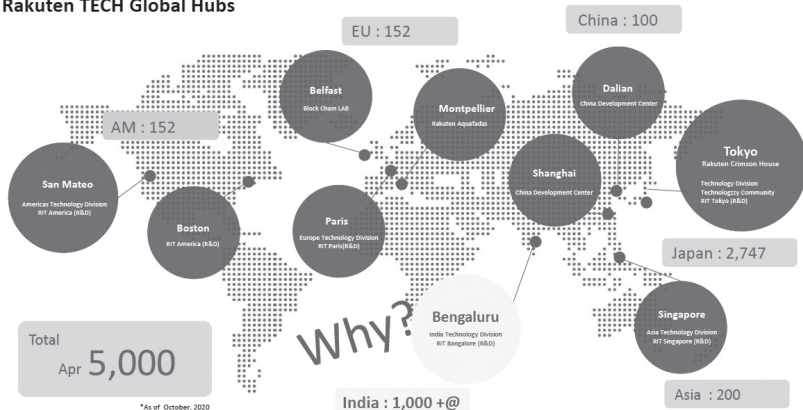 Rakuten TECH Global Hubs
EU : 152
China : 100
Belfast
Block Chain LAB
Montpellier
Rakuten Aquafadas
Dalian
China Development Center
AM : 152
San Mateo
Americas Technology Division
RIT America (R&D)
Boston
RIT America (R&D)
Paris
Europe Technology Division
RIT Paris(R&D)
Shanghai
China Development Center
Tokyo
Rakuten Crimson House
Technology Division
Technologzzy Community
RIT Tokyo (R&D)
Japan : 2,747
Why?
Bengaluru
India Technology Division
RIT Bangalore (R&D)
Singapore
Asia Technology Division
RIT Singapore (R&D)
Total
Apr 5,000
*As of October, 2020
India : 1,000 +@
Asia : 200